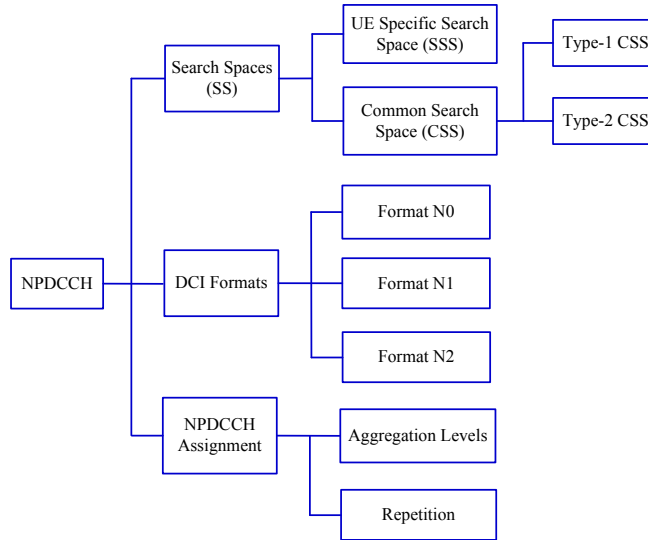 NPDCCH
Search Spaces
(SS)
UE Specific Search
Space (SSS)
Common Search
Space (CSS)
Type-1 CSS
Type-2 CSS
DCI Formats
Format N0
Format N1
Format N2
NPDCCH
Assignment
Aggregation Levels
Repetition